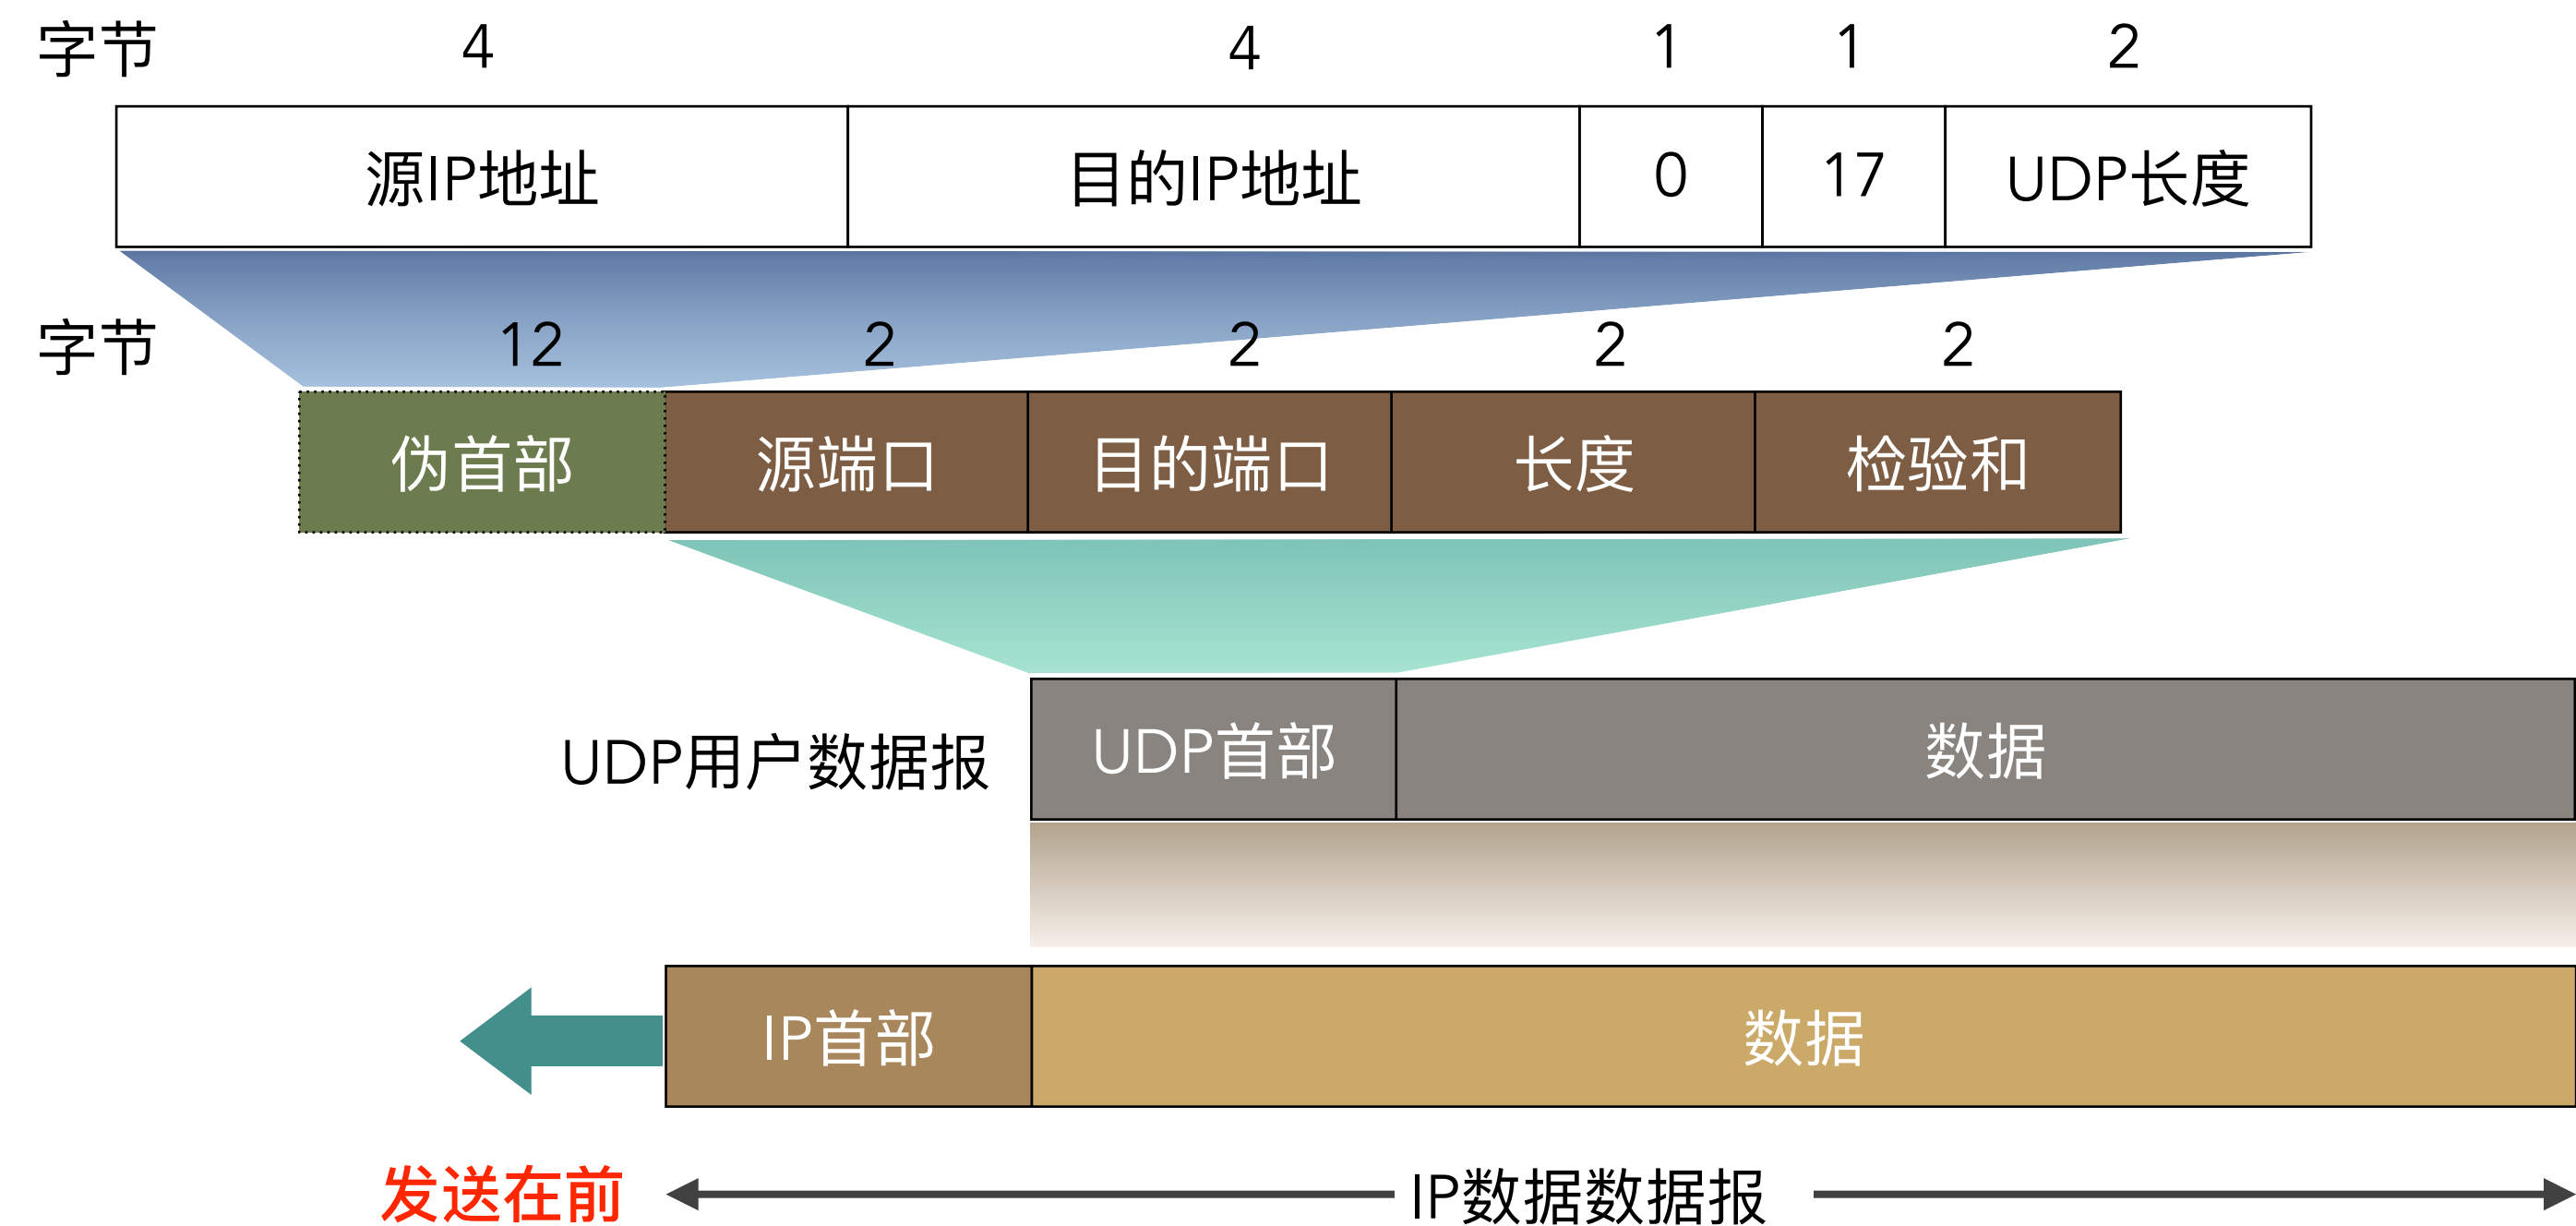 字节 4 4 1 1 2
源IP地址 目的IP地址 0 17 UDP长度
字节 12 2 2 2 2
伪首部 源端口 目的端口 长度 检验和
UDP用户数据报 UDP首部 数据
IP首部 数据
发送在前 IP数据数据报